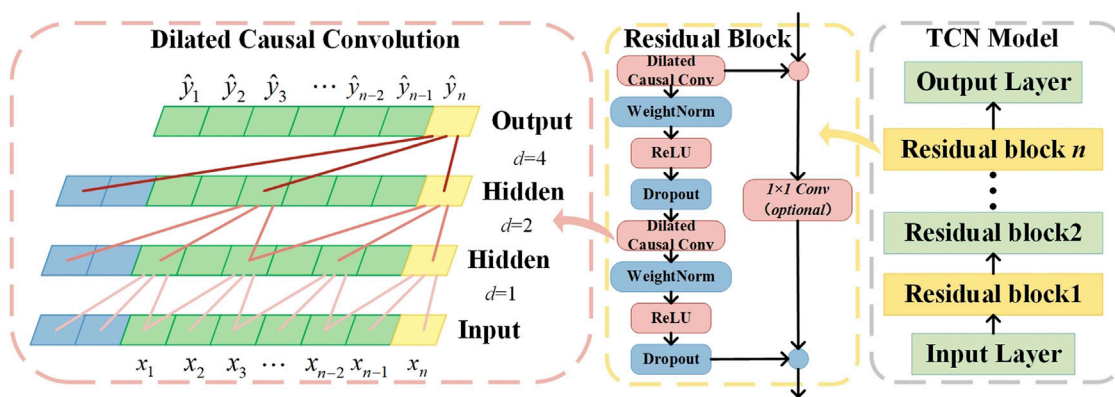 Dilated Causal Convolution
ŷ₁ ŷ₂ ŷ₃ ⋯ ŷₙ₋₂ ŷₙ₋₁ ŷₙ
Output
d=4
Hidden
d=2
Hidden
d=1
Input
x₁ x₂ x₃ ⋯ xₙ₋₂ xₙ₋₁ xₙ
Residual Block
Dilated
Causal Conv
WeightNorm
ReLU
Dropout
Dilated
Causal Conv
WeightNorm
ReLU
Dropout
1×1 Conv
(optional)
TCN Model
Output Layer
Residual block n
Residual block2
Residual block1
Input Layer